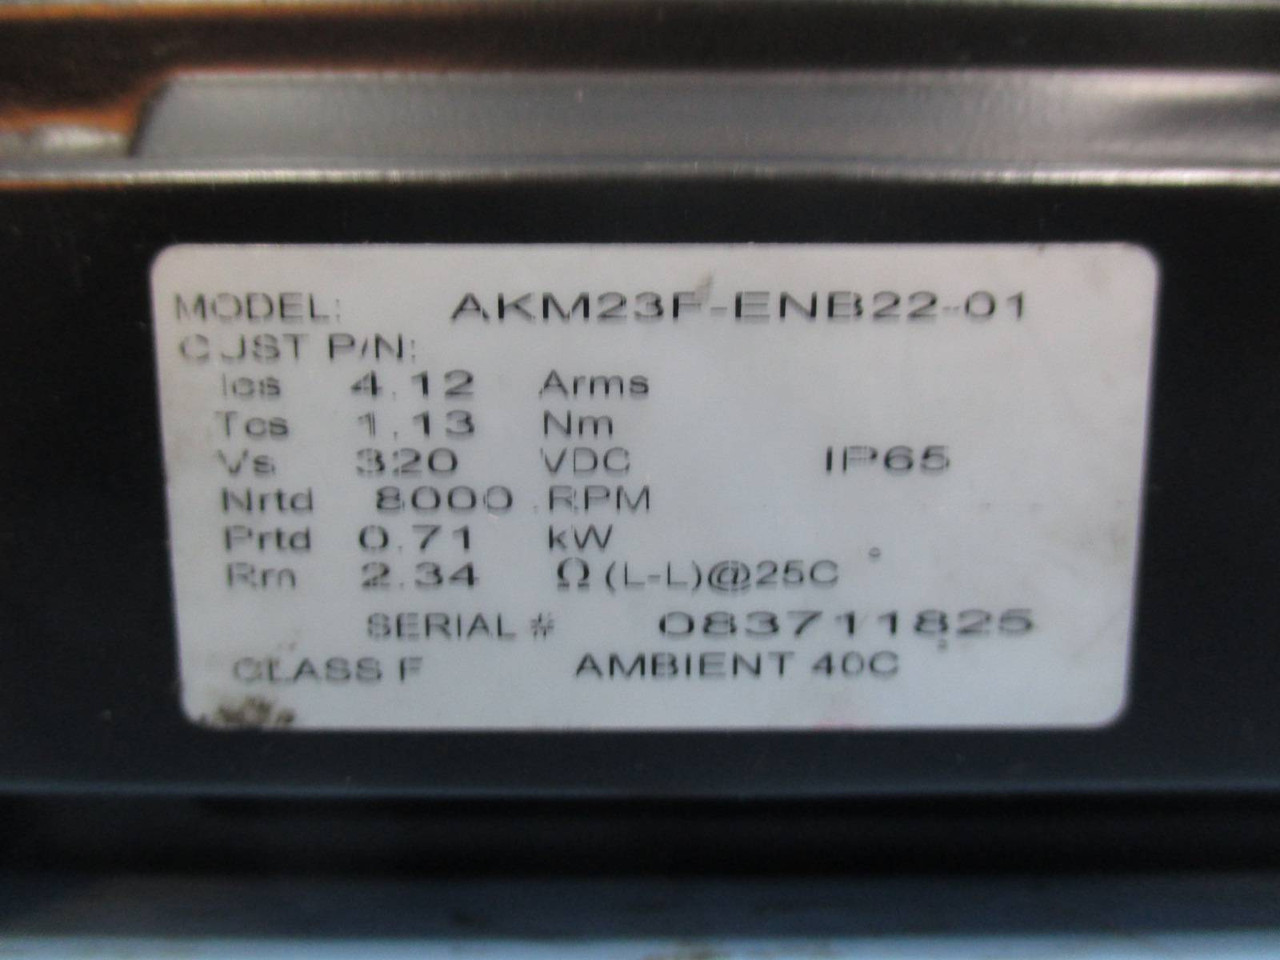 MODEL: AKM23F-ENB22-01
CUST P/N:
Ics 4.12 Arms
Tcs 1.13 Nm
Vs 320 VDC IP65
Nrtd 8000 RPM
Prtd 0.71 kW
Rm 2.34 Ω (L-L)@25C°
SERIAL # 083711825
CLASS F AMBIENT 40C°